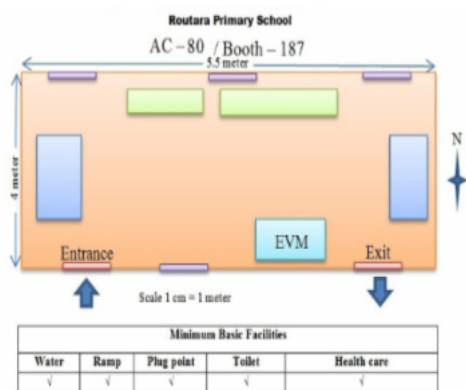 Routara Primary School
AC – 80 / Booth – 187
5.5 meter
4 meter
N
EVM
Entrance
Exit
Scale 1 cm = 1 meter
Minimum Basic Facilities
Water Ramp Plug point Toilet Health care
√ √ √ √ √